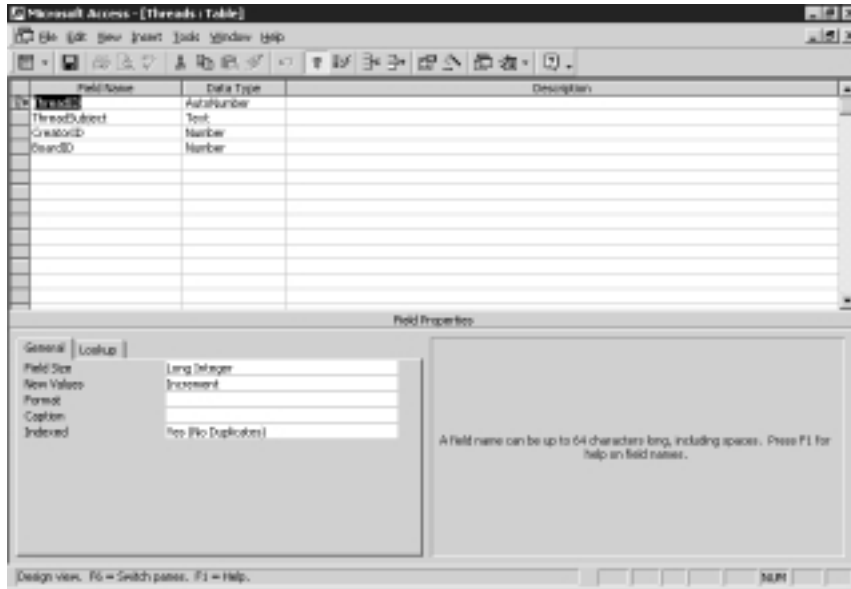 Microsoft Access - [Threads : Table]
File Edit View Insert Tools Window Help
Field Name Data Type Description
ThreadID AutoNumber
ThreadSubject Text
CreatorID Number
BoardID Number
Field Properties
General Lookup
Field Size Long Integer
New Values Increment
Format
Caption
Indexed Yes (No Duplicates)
A field name can be up to 64 characters long, including spaces. Press F1 for
help on field names.
Design view. F6 = Switch panes. F1 = Help.
NUM